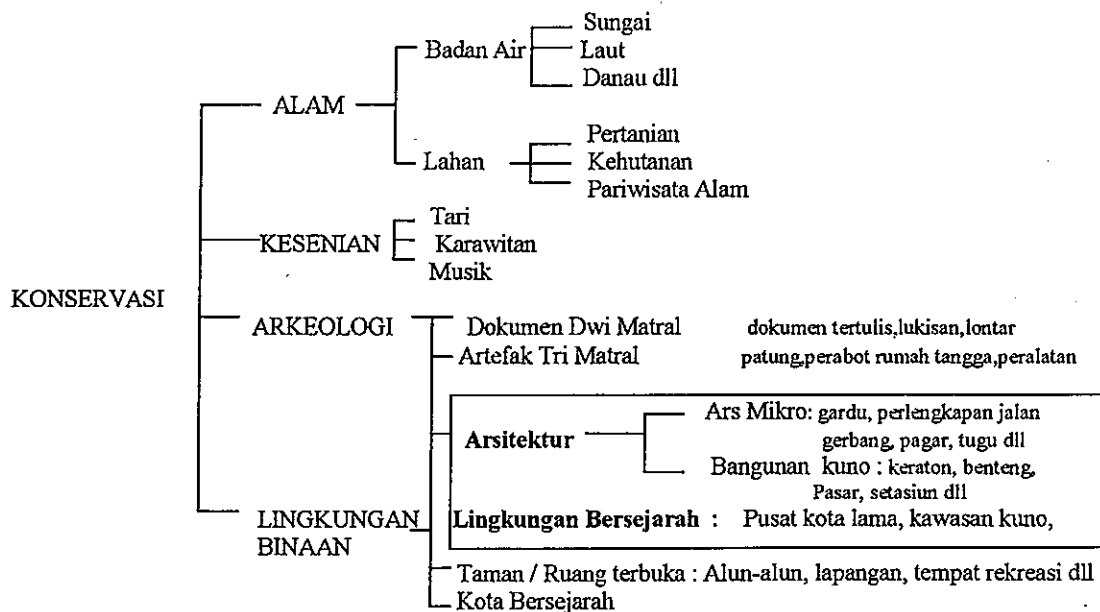 Sungai
Badan Air
Laut
Danau dll
ALAM
Pertanian
Lahan
Kehutanan
Pariwisata Alam
Tari
KESENIAN
Karawitan
Musik
KONSERVASI
ARKEOLOGI
Dokumen Dwi Matral dokumen tertulis,lukisan,lontar
Artefak Tri Matral patung,perabot rumah tangga,peralatan
Ars Mikro: gardu, perlengkapan jalan
Arsitektur
gerbang, pagar, tugu dll
Bangunan kuno : keraton, benteng,
Pasar, setasiun dll
LINGKUNGAN
BINAAN
Lingkungan Bersejarah : Pusat kota lama, kawasan kuno,
Taman / Ruang terbuka : Alun-alun, lapangan, tempat rekreasi dll
Kota Bersejarah